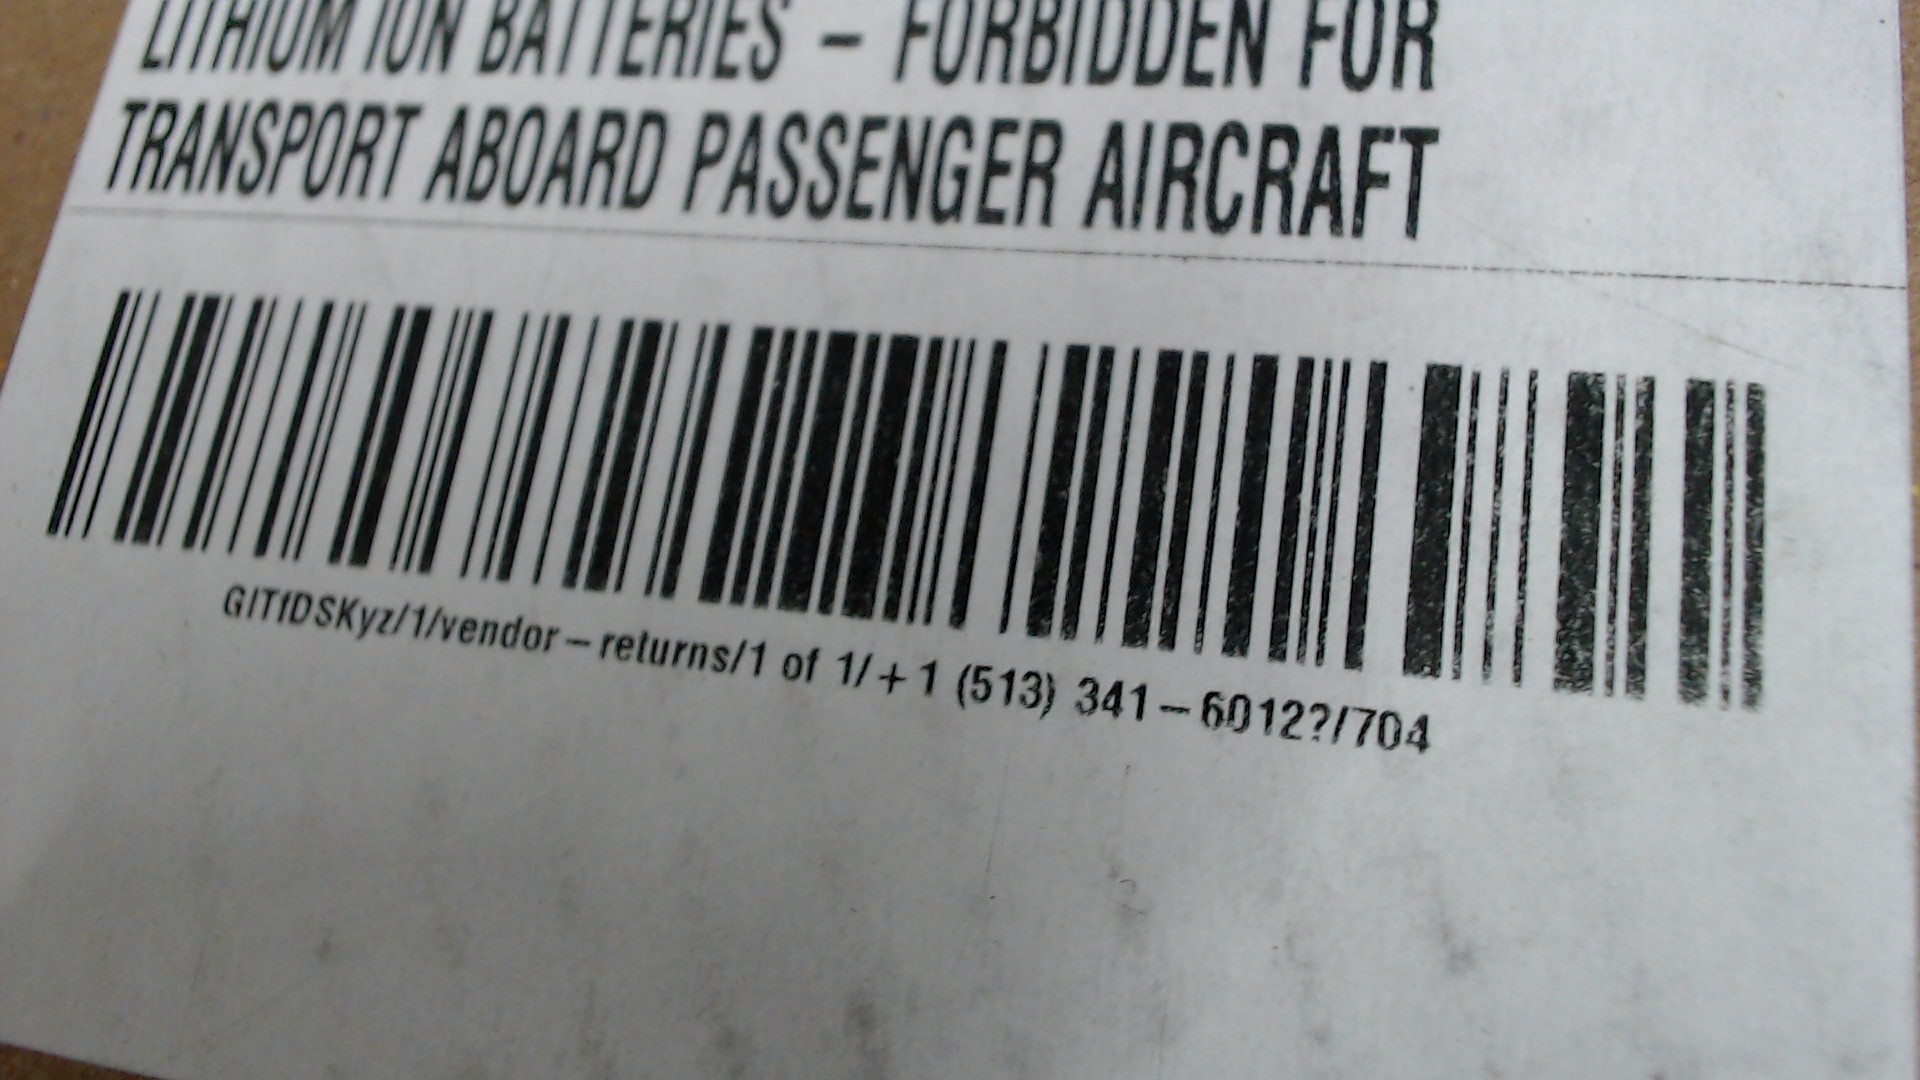 LITHIUM ION BATTERIES – FORBIDDEN FOR
TRANSPORT ABOARD PASSENGER AIRCRAFT
GITfDSKyz/1/vendor–returns/1 of 1/+1 (513) 341–6012?/704